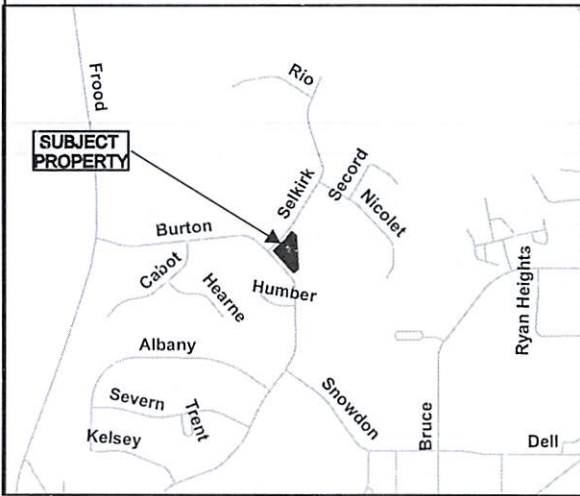 Frood
Rio
SUBJECT
PROPERTY
Selkirk
Secord
Nicolet
Burton
Cabot
Hearne
Humber
Ryan Heights
Albany
Severn
Trent
Kelsey
Snowdon
Bruce
Dell